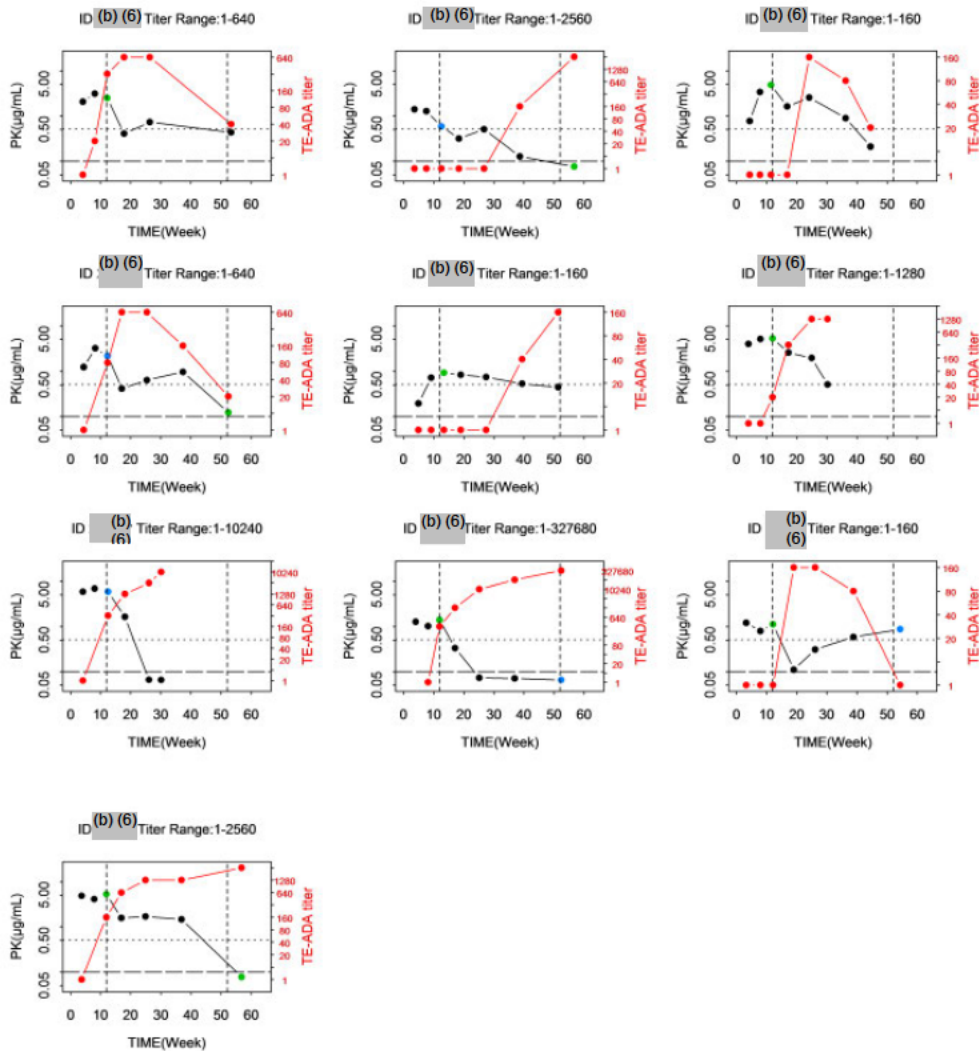 ID (b) (6) Titer Range:1-640
PK(µg/mL)
5.00
0.50
0.05
640
160
80
40
20
1
TE-ADA titer
0 10 20 30 40 50 60
TIME(Week)
ID (b) (6) Titer Range:1-2560
PK(µg/mL)
5.00
0.50
0.05
1280
640
160
80
40
20
1
TE-ADA titer
0 10 20 30 40 50 60
TIME(Week)
ID (b) (6) Titer Range:1-160
PK(µg/mL)
5.00
0.50
0.05
160
80
40
20
1
TE-ADA titer
0 10 20 30 40 50 60
TIME(Week)
ID (b) (6) Titer Range:1-640
PK(µg/mL)
5.00
0.50
0.05
640
160
80
40
20
1
TE-ADA titer
0 10 20 30 40 50 60
TIME(Week)
ID (b) (6) Titer Range:1-160
PK(µg/mL)
5.00
0.50
0.05
160
80
40
20
1
TE-ADA titer
0 10 20 30 40 50 60
TIME(Week)
ID (b) (6) Titer Range:1-1280
PK(µg/mL)
5.00
0.50
0.05
1280
640
160
80
40
20
1
TE-ADA titer
0 10 20 30 40 50 60
TIME(Week)
ID (b) (6) Titer Range:1-10240
PK(µg/mL)
5.00
0.50
0.05
10240
1280
640
160
80
20
1
TE-ADA titer
0 10 20 30 40 50 60
TIME(Week)
ID (b) (6) Titer Range:1-327680
PK(µg/mL)
5.00
0.50
0.05
327680
10240
640
80
20
1
TE-ADA titer
0 10 20 30 40 50 60
TIME(Week)
ID (b) (6) Titer Range:1-160
PK(µg/mL)
5.00
0.50
0.05
160
80
40
20
1
TE-ADA titer
0 10 20 30 40 50 60
TIME(Week)
ID (b) (6) Titer Range:1-2560
PK(µg/mL)
5.00
0.50
0.05
1280
640
160
80
40
20
1
TE-ADA titer
0 10 20 30 40 50 60
TIME(Week)